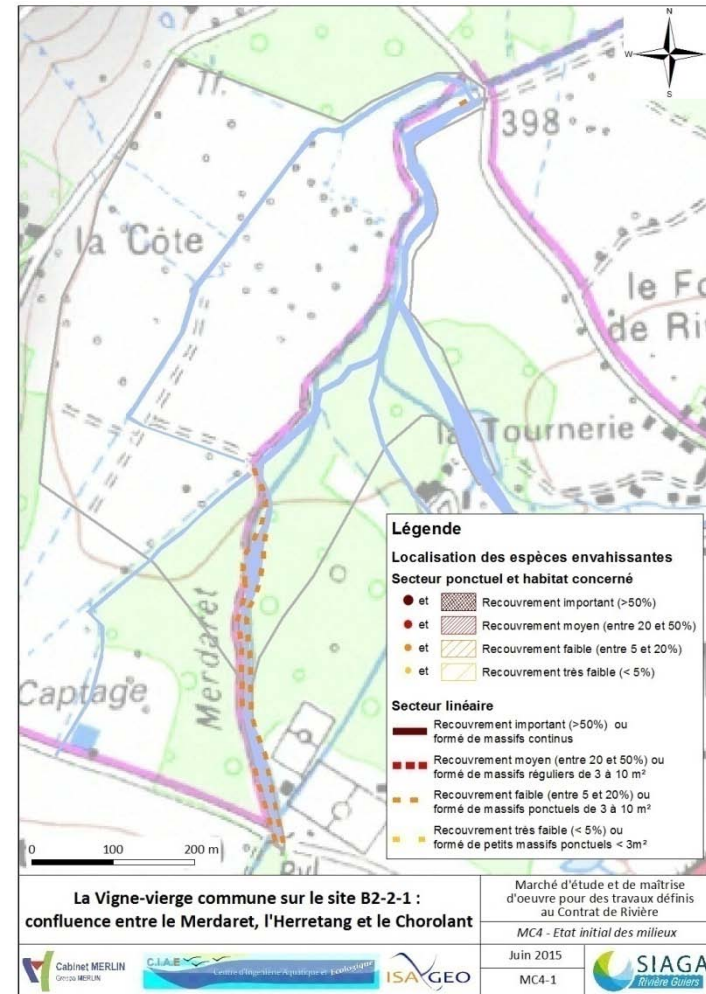 N
W
E
S
398
la Côte
la Tournerie
Merdaret
Captage
Légende
Localisation des espèces envahissantes
Secteur ponctuel et habitat concerné
et Recouvrement important (>50%)
et Recouvrement moyen (entre 20 et 50%)
et Recouvrement faible (entre 5 et 20%)
et Recouvrement très faible (< 5%)
Secteur linéaire
Recouvrement important (>50%) ou
formé de massifs continus
Recouvrement moyen (entre 20 et 50%) ou
formé de massifs réguliers de 3 à 10 m²
Recouvrement faible (entre 5 et 20%) ou
formé de massifs ponctuels de 3 à 10 m²
Recouvrement très faible (< 5%) ou
formé de petits massifs ponctuels < 3m²
0 100 200 m
La Vigne-vierge commune sur le site B2-2-1 :
confluence entre le Merdaret, l'Herretang et le Chorolant
Marché d'étude et de maîtrise
d'oeuvre pour des travaux définis
au Contrat de Rivière
MC4 - Etat initial des milieux
Juin 2015
MC4-1
Cabinet MERLIN
Groupe MERLIN
C.I.A.E
Centre d'Ingénierie Aquatique et Ecologique
ISA GEO
SIAGA
Rivière Guiers